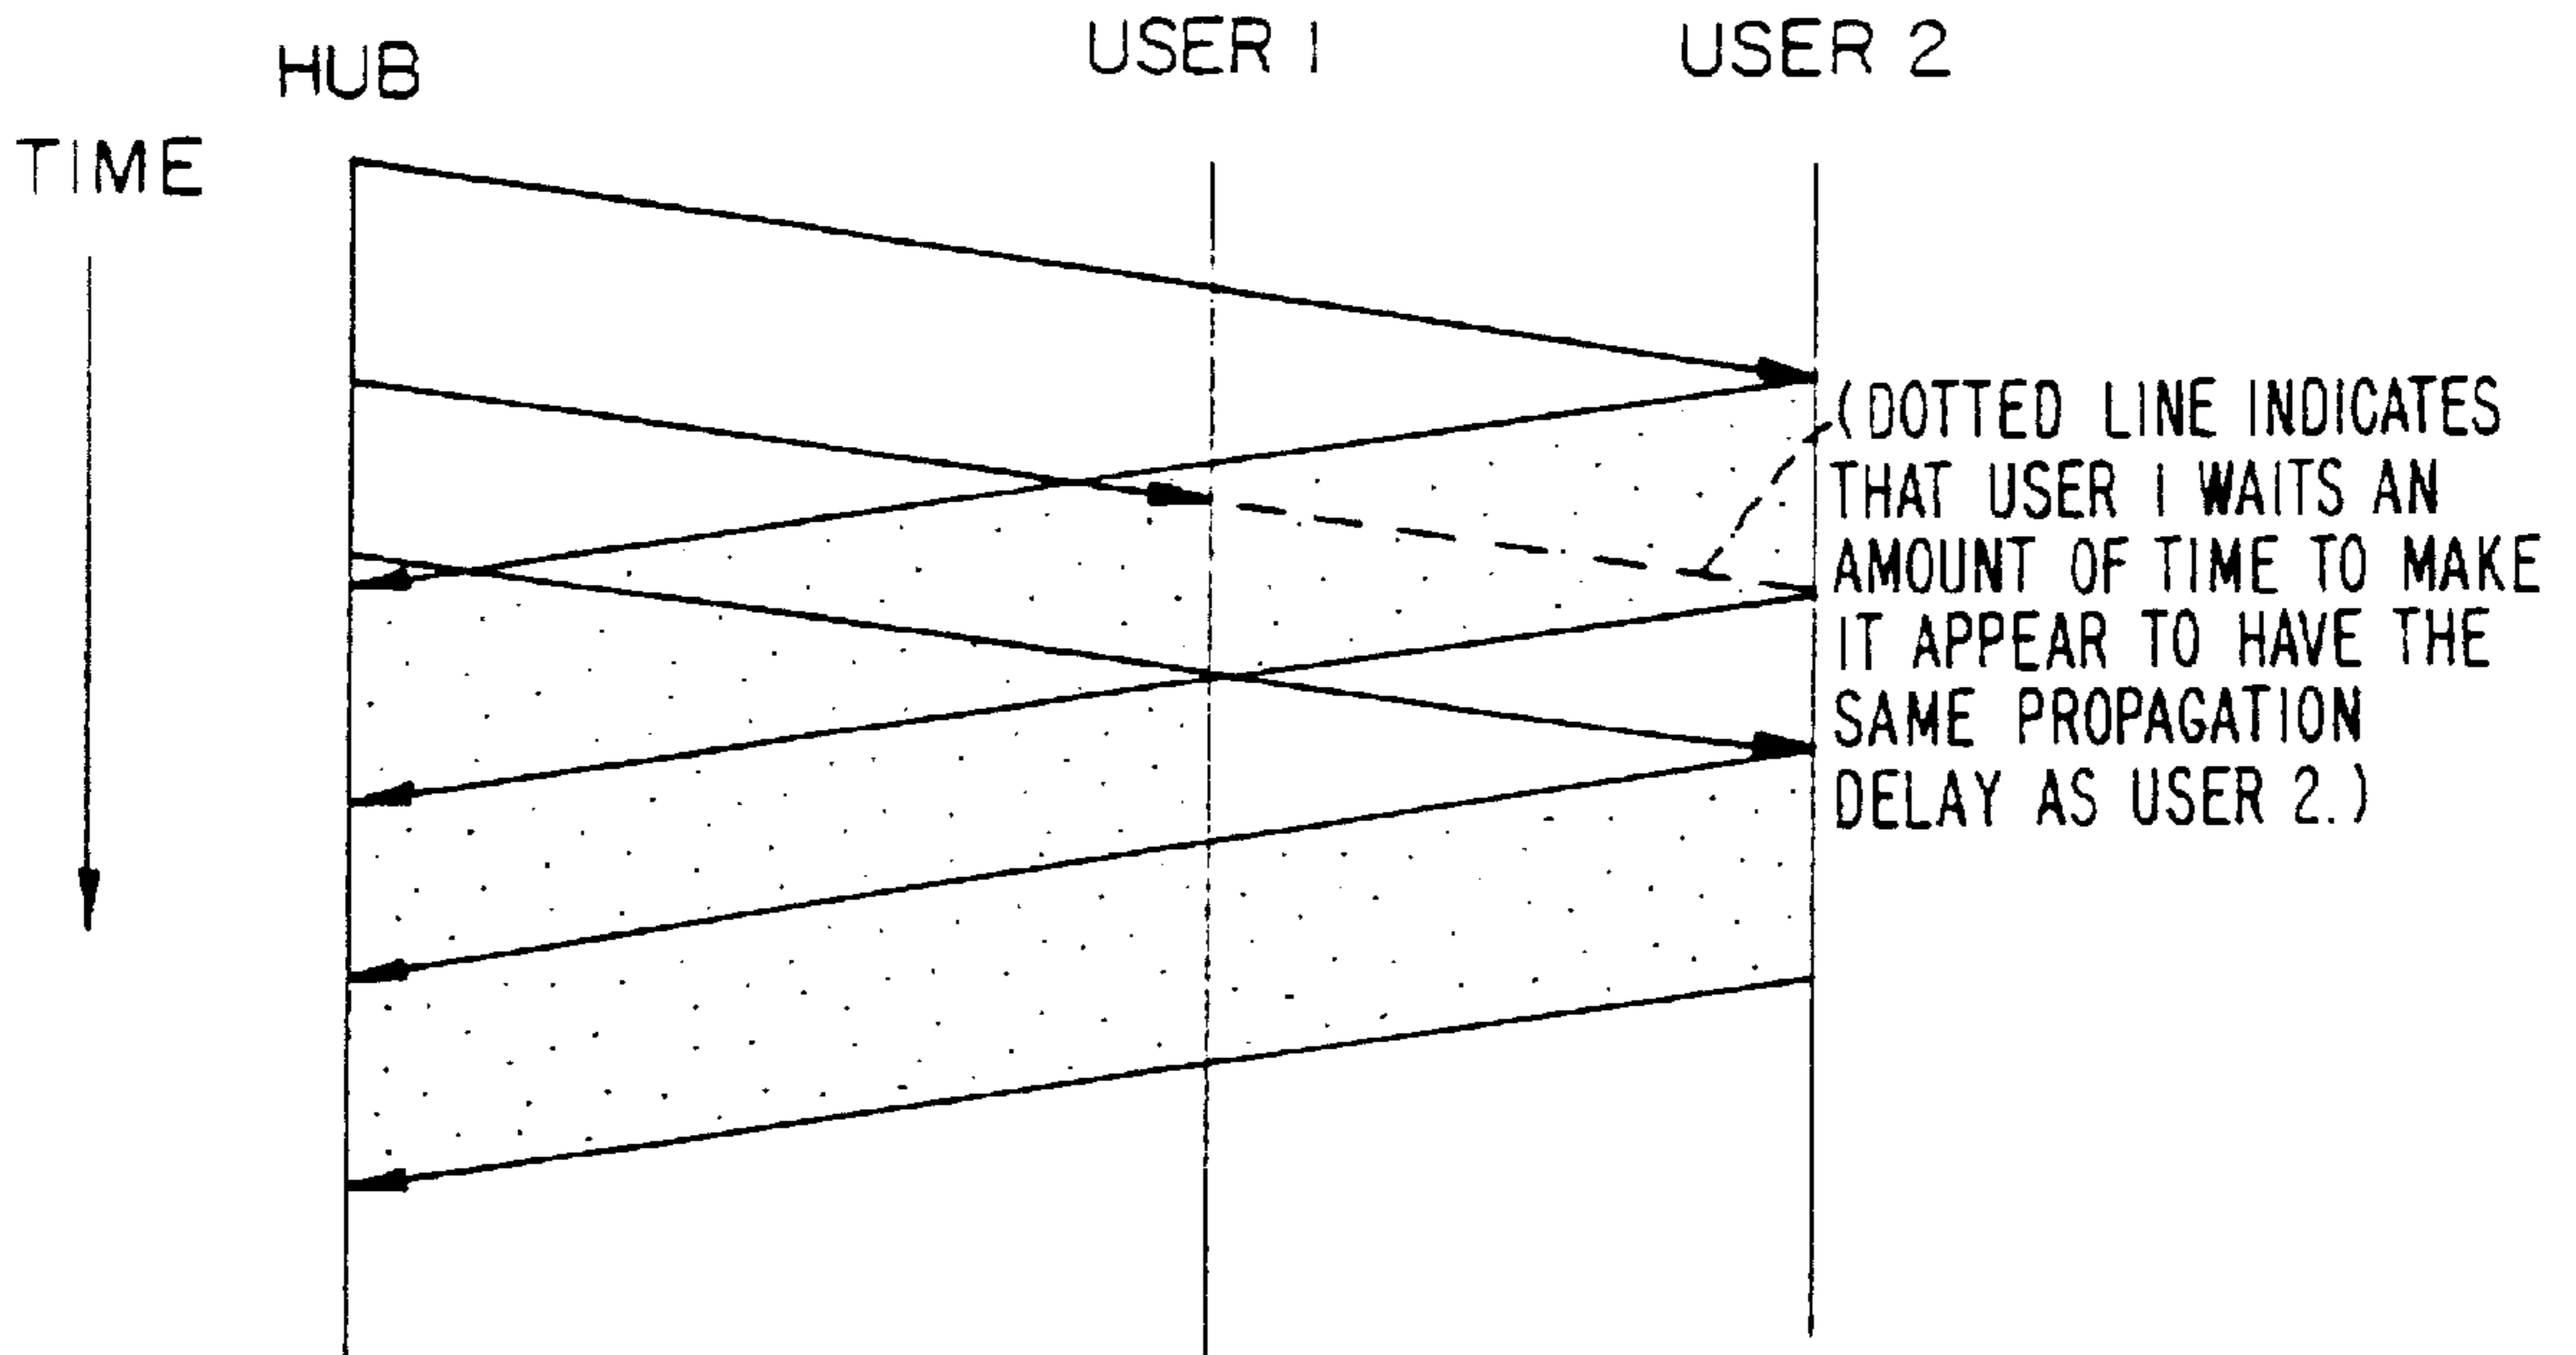 HUB
USER 1
USER 2
TIME
(DOTTED LINE INDICATES
THAT USER 1 WAITS AN
AMOUNT OF TIME TO MAKE
IT APPEAR TO HAVE THE
SAME PROPAGATION
DELAY AS USER 2.)